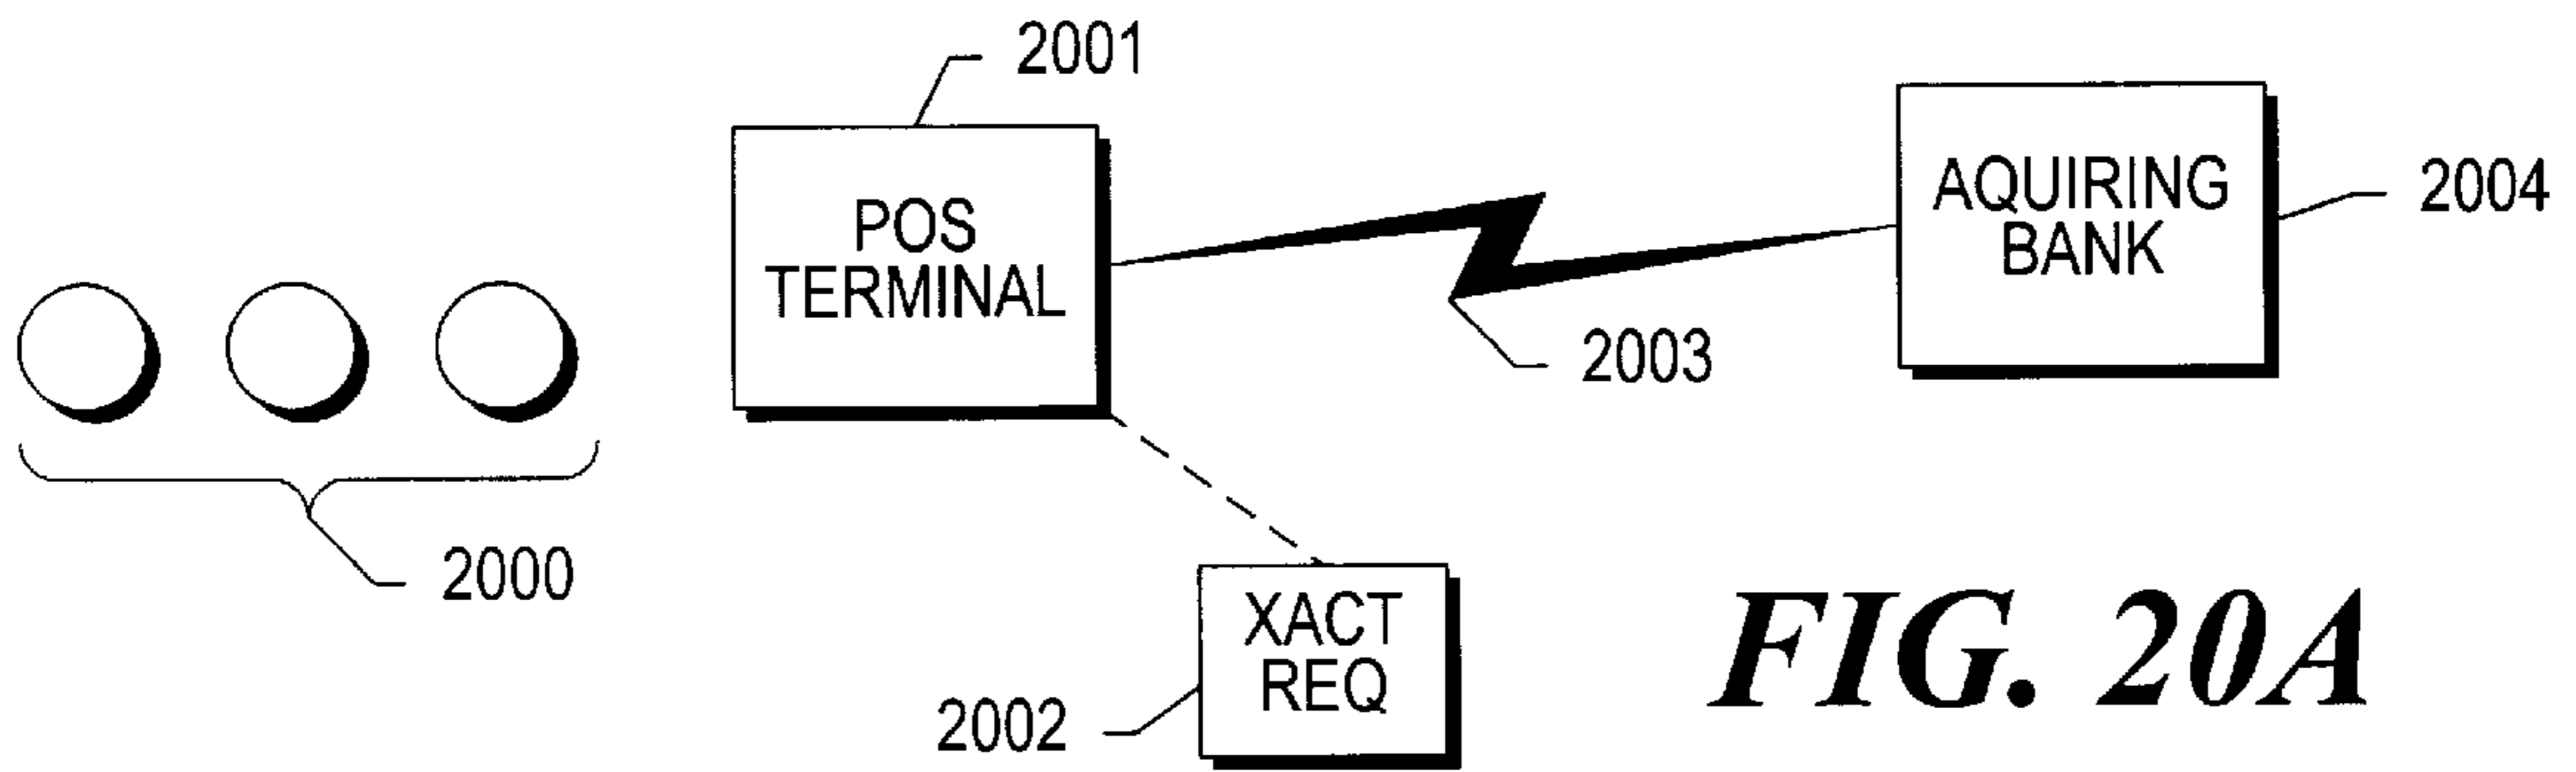 2001
POS
TERMINAL
AQUIRING
BANK
2004
2003
2000
XACT
REQ
2002
FIG. 20A